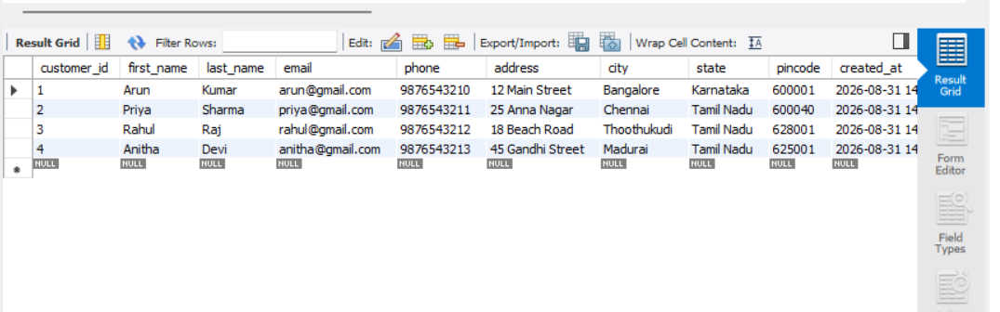 Result Grid Filter Rows: Edit: Export/Import: Wrap Cell Content: IA
customer_id first_name last_name email phone address city state pincode created_at
1 Arun Kumar arun@gmail.com 9876543210 12 Main Street Bangalore Karnataka 600001 2026-08-31 14
2 Priya Sharma priya@gmail.com 9876543211 25 Anna Nagar Chennai Tamil Nadu 600040 2026-08-31 14
3 Rahul Raj rahul@gmail.com 9876543212 18 Beach Road Thoothukudi Tamil Nadu 628001 2026-08-31 14
4 Anitha Devi anitha@gmail.com 9876543213 45 Gandhi Street Madurai Tamil Nadu 625001 2026-08-31 14
NULL NULL NULL NULL NULL NULL NULL NULL NULL NULL
Result
Grid
Form
Editor
Field
Types